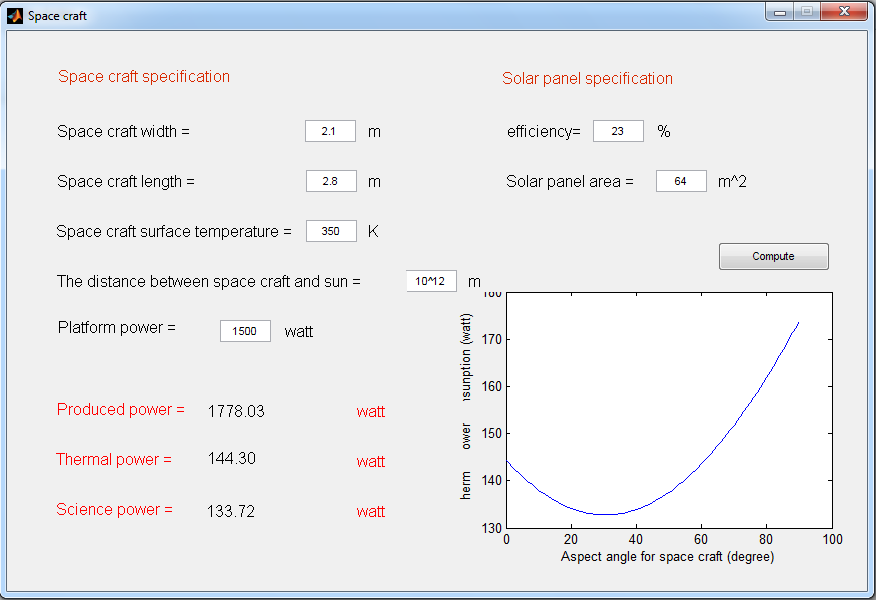 Space craft
Space craft specification
Space craft width = 2.1 m
Space craft length = 2.8 m
Space craft surface temperature = 350 K
The distance between space craft and sun = 10^12 m
Platform power = 1500 watt
Produced power = 1778.03 watt
Thermal power = 144.30 watt
Science power = 133.72 watt
Solar panel specification
efficiency= 23 %
Solar panel area = 64 m^2
Compute
180
170
160
150
140
130
0 20 40 60 80 100
Aspect angle for space craft (degree)
herm ower nsunption (watt)